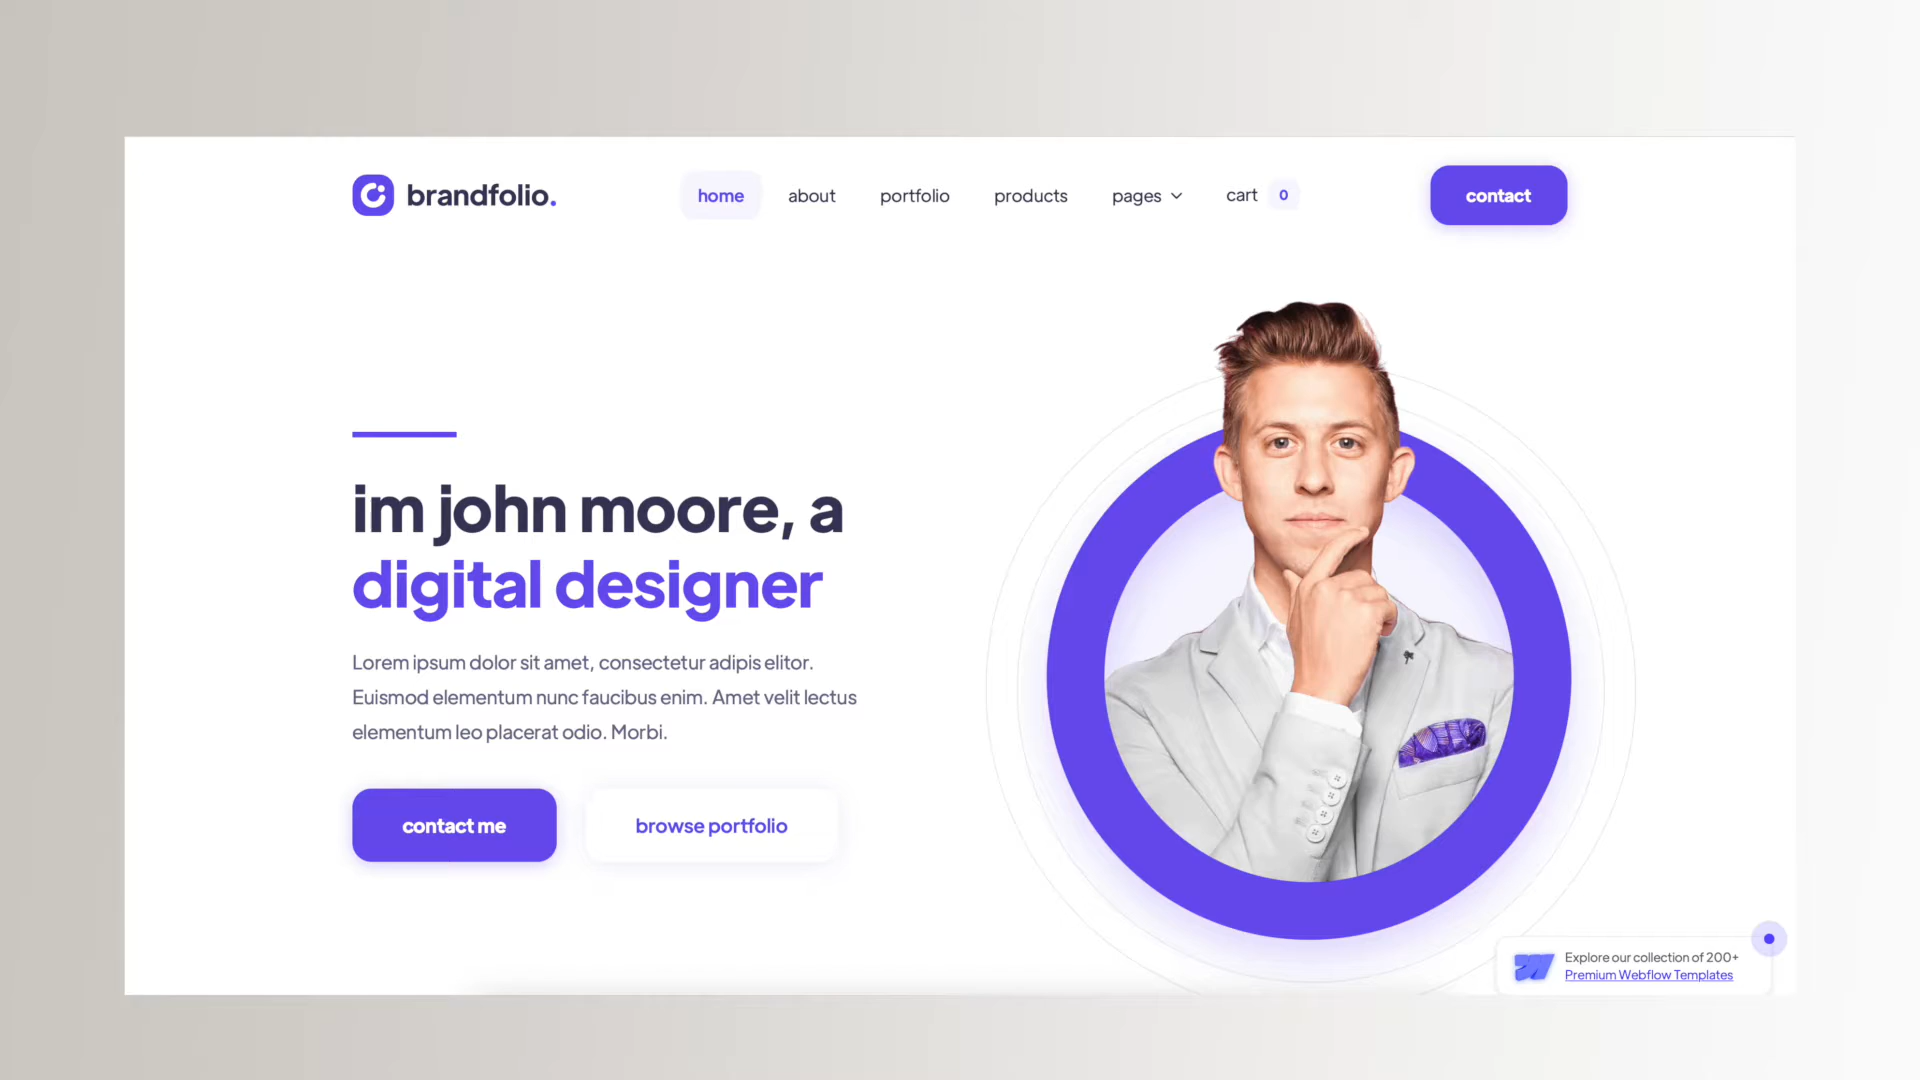 brandfolio.
home
about
portfolio
products
pages
cart 0
contact
im john moore, a
digital designer
Lorem ipsum dolor sit amet, consectetur adipis elitor.
Euismod elementum nunc faucibus enim. Amet velit lectus
elementum leo placerat odio. Morbi.
contact me
browse portfolio
Explore our collection of 200+
Premium Webflow Templates